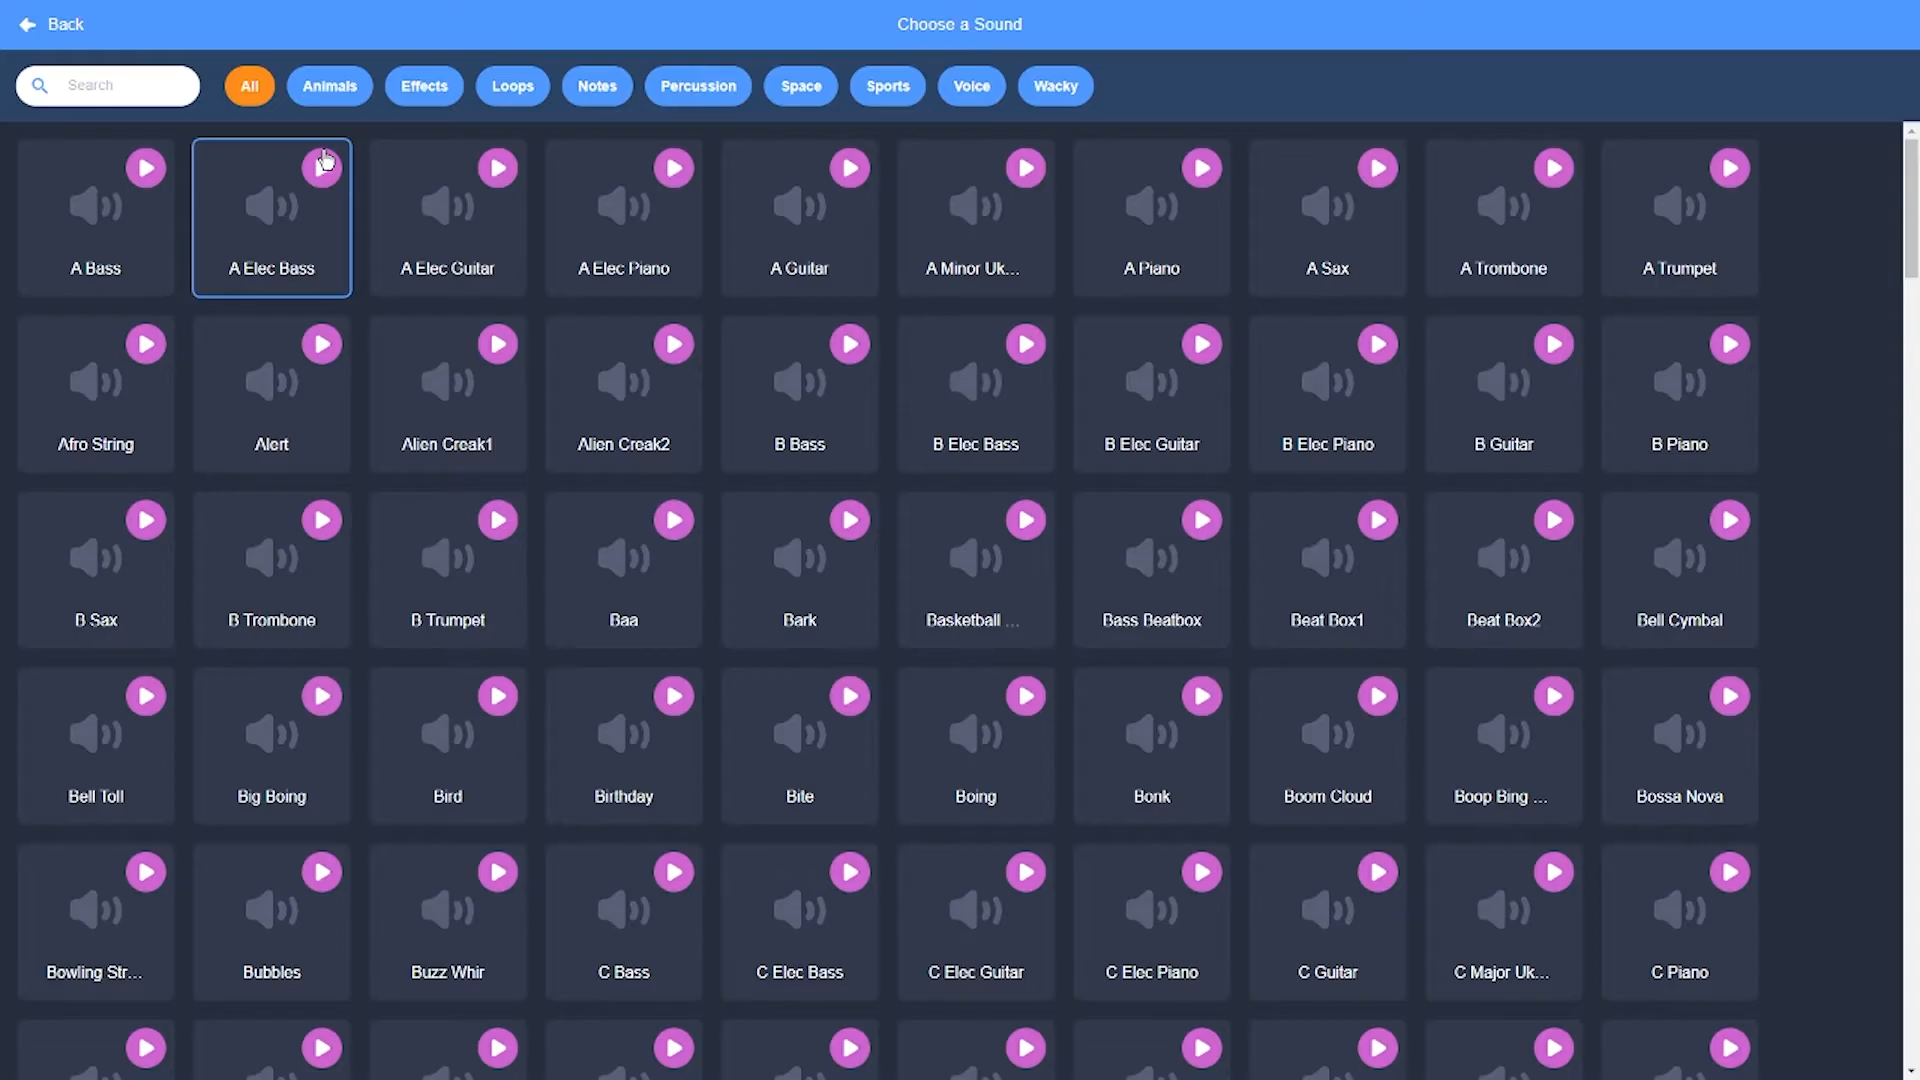 Back
Choose a Sound
Search
All
Animals
Effects
Loops
Notes
Percussion
Space
Sports
Voice
Wacky
A Bass
A Elec Bass
A Elec Guitar
A Elec Piano
A Guitar
A Minor Uk...
A Piano
A Sax
A Trombone
A Trumpet
Afro String
Alert
Alien Creak1
Alien Creak2
B Bass
B Elec Bass
B Elec Guitar
B Elec Piano
B Guitar
B Piano
B Sax
B Trombone
B Trumpet
Baa
Bark
Basketball ...
Bass Beatbox
Beat Box1
Beat Box2
Bell Cymbal
Bell Toll
Big Boing
Bird
Birthday
Bite
Boing
Bonk
Boom Cloud
Boop Bing ...
Bossa Nova
Bowling Str...
Bubbles
Buzz Whir
C Bass
C Elec Bass
C Elec Guitar
C Elec Piano
C Guitar
C Major Uk...
C Piano